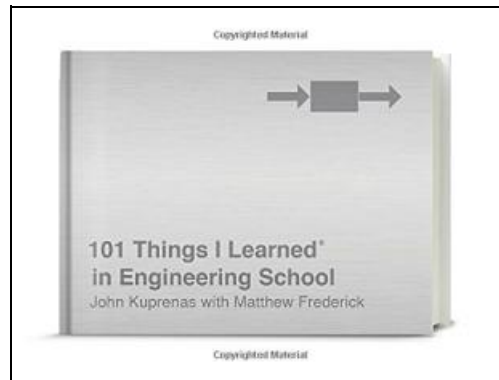 Copyrighted Material
101 Things I Learned®
in Engineering School
John Kuprenas with Matthew Frederick
Copyrighted Material